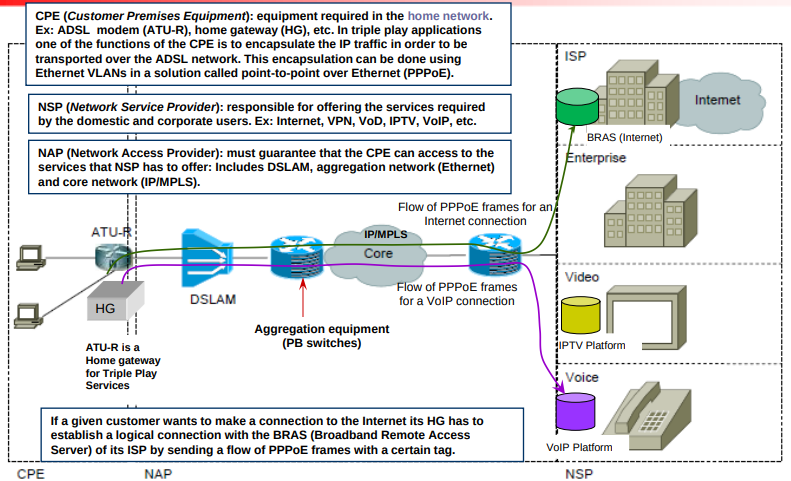 CPE (Customer Premises Equipment): equipment required in the home network.
Ex: ADSL modem (ATU-R), home gateway (HG), etc. In triple play applications
one of the functions of the CPE is to encapsulate the IP traffic in order to be
transported over the ADSL network. This encapsulation can be done using
Ethernet VLANs in a solution called point-to-point over Ethernet (PPPoE).
NSP (Network Service Provider): responsible for offering the services required
by the domestic and corporate users. Ex: Internet, VPN, VoD, IPTV, VoIP, etc.
NAP (Network Access Provider): must guarantee that the CPE can access to the
services that NSP has to offer: Includes DSLAM, aggregation network (Ethernet)
and core network (IP/MPLS).
ISP
Internet
BRAS (Internet)
Enterprise
Flow of PPPoE frames for an
Internet connection
ATU-R
IP/MPLS
Core
DSLAM
HG
Flow of PPPoE frames
for a VoIP connection
Video
IPTV Platform
Aggregation equipment
(PB switches)
ATU-R is a
Home gateway
for Triple Play
Services
Voice
VoIP Platform
If a given customer wants to make a connection to the Internet its HG has to
establish a logical connection with the BRAS (Broadband Remote Access
Server) of its ISP by sending a flow of PPPoE frames with a certain tag.
CPE
NAP
NSP